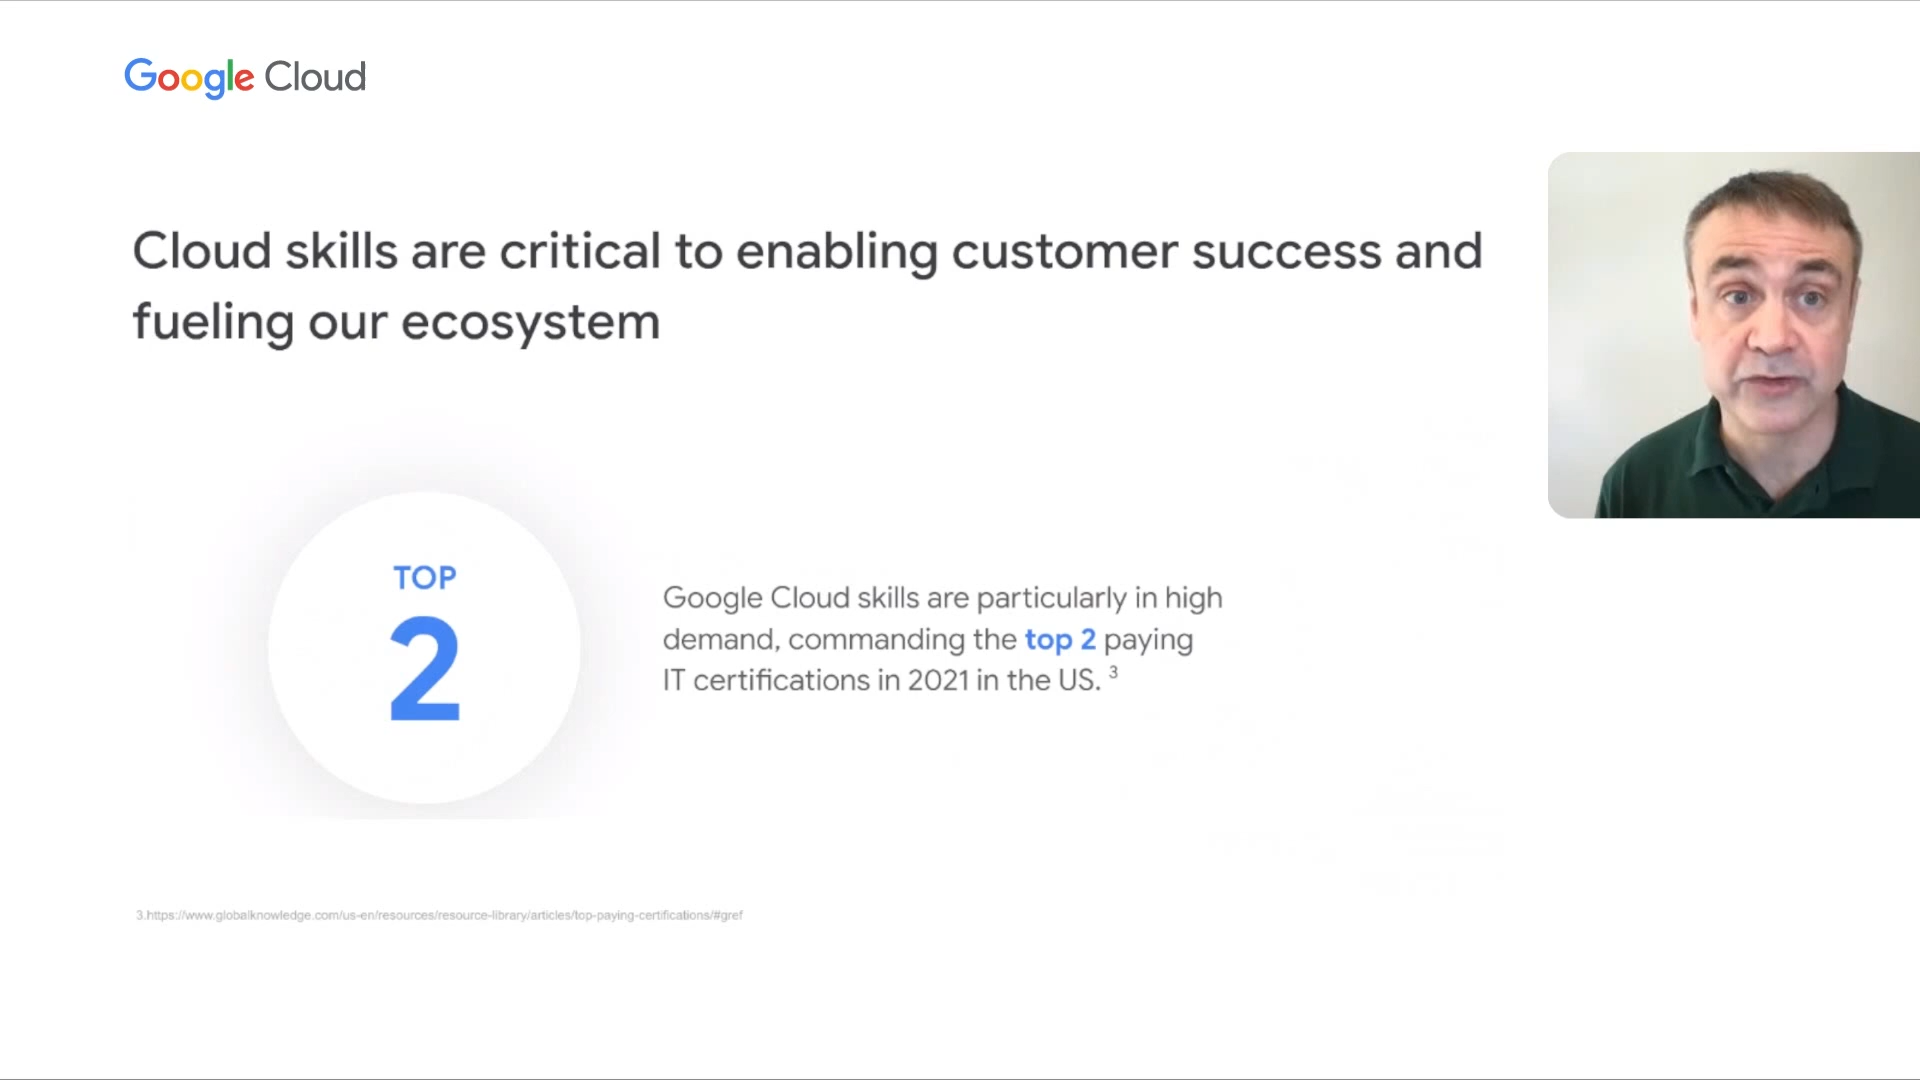 Google Cloud
Cloud skills are critical to enabling customer success and
fueling our ecosystem
TOP
2
Google Cloud skills are particularly in high
demand, commanding the top 2 paying
IT certifications in 2021 in the US. 3
3.https://www.globalknowledge.com/us-en/resources/resource-library/articles/top-paying-certifications/#gref